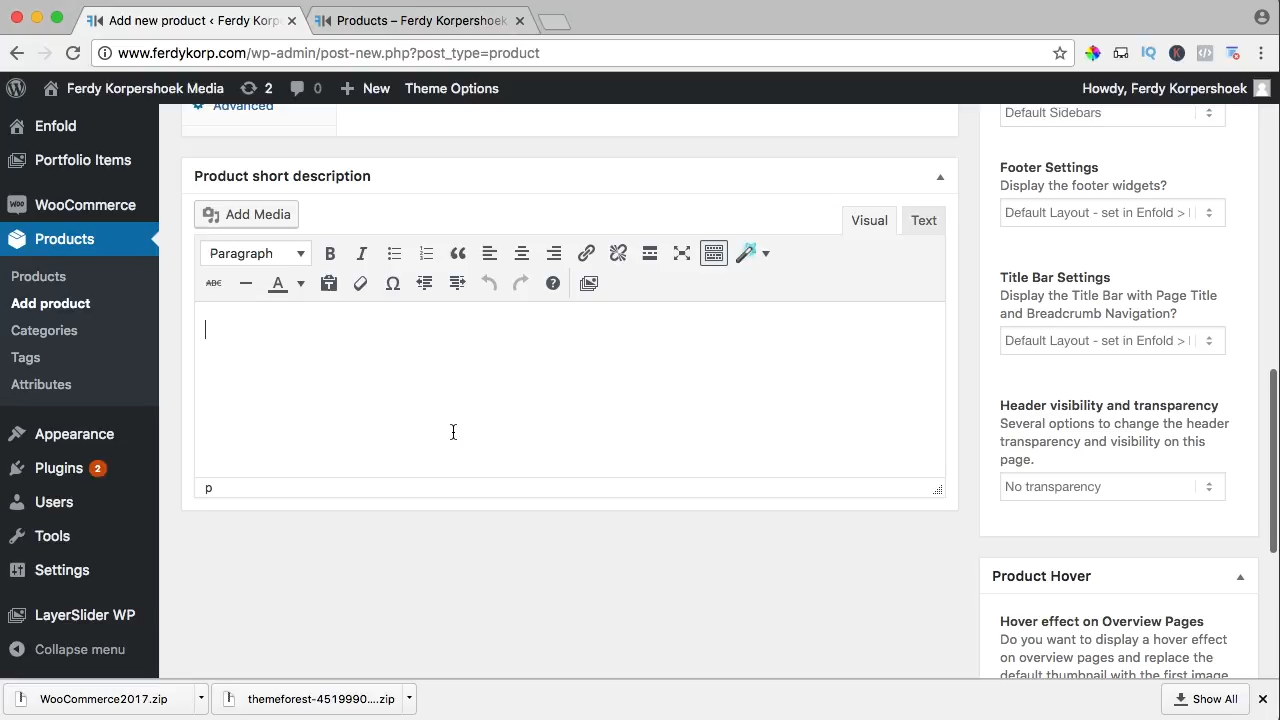 Add new product ‹ Ferdy Korp
Products – Ferdy Korpershoek
www.ferdykorp.com/wp-admin/post-new.php?post_type=product
Ferdy Korpershoek Media
2
0
New
Theme Options
Howdy, Ferdy Korpershoek
Enfold
Portfolio Items
WooCommerce
Products
Products
Add product
Categories
Tags
Attributes
Appearance
Plugins 2
Users
Tools
Settings
LayerSlider WP
Collapse menu
Advanced
Product short description
Add Media
Visual
Text
Paragraph
B I
ABC
A
p
Default Sidebars
Footer Settings
Display the footer widgets?
Default Layout - set in Enfold >
Title Bar Settings
Display the Title Bar with Page Title
and Breadcrumb Navigation?
Default Layout - set in Enfold >
Header visibility and transparency
Several options to change the header
transparency and visibility on this
page.
No transparency
Product Hover
Hover effect on Overview Pages
Do you want to display a hover effect
on overview pages and replace the
default thumbnail with the first image
WooCommerce2017.zip
themeforest-4519990....zip
Show All